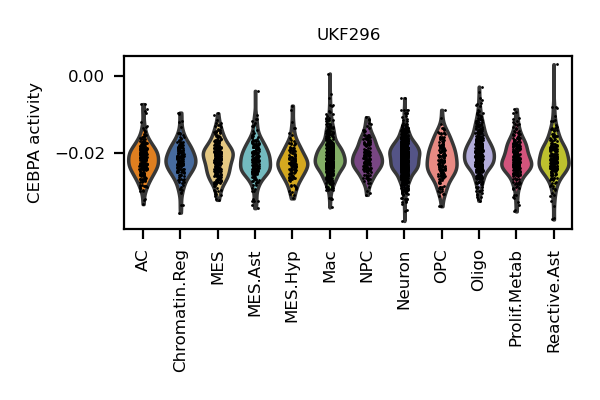 UKF296
CEBPA activity
0.00
−0.02
AC
Chromatin.Reg
MES
MES.Ast
MES.Hyp
Mac
NPC
Neuron
OPC
Oligo
Prolif.Metab
Reactive.Ast